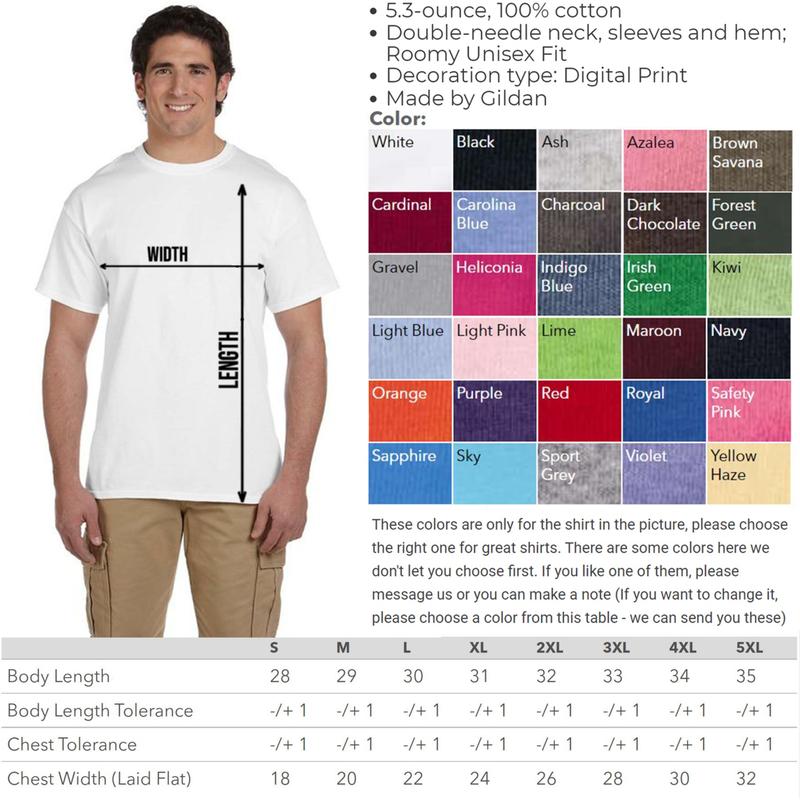 • 5.3-ounce, 100% cotton
• Double-needle neck, sleeves and hem;
Roomy Unisex Fit
• Decoration type: Digital Print
• Made by Gildan
Color:
White Black Ash Azalea Brown Savana
Cardinal Carolina Blue Charcoal Dark Chocolate Forest Green
Gravel Heliconia Indigo Blue Irish Green Kiwi
Light Blue Light Pink Lime Maroon Navy
Orange Purple Red Royal Safety Pink
Sapphire Sky Sport Grey Violet Yellow Haze
WIDTH
LENGTH
These colors are only for the shirt in the picture, please choose
the right one for great shirts. There are some colors here we
don't let you choose first. If you like one of them, please
message us or you can make a note (If you want to change it,
please choose a color from this table - we can send you these)
S M L XL 2XL 3XL 4XL 5XL
Body Length 28 29 30 31 32 33 34 35
Body Length Tolerance -/+ 1 -/+ 1 -/+ 1 -/+ 1 -/+ 1 -/+ 1 -/+ 1 -/+ 1
Chest Tolerance -/+ 1 -/+ 1 -/+ 1 -/+ 1 -/+ 1 -/+ 1 -/+ 1 -/+ 1
Chest Width (Laid Flat) 18 20 22 24 26 28 30 32